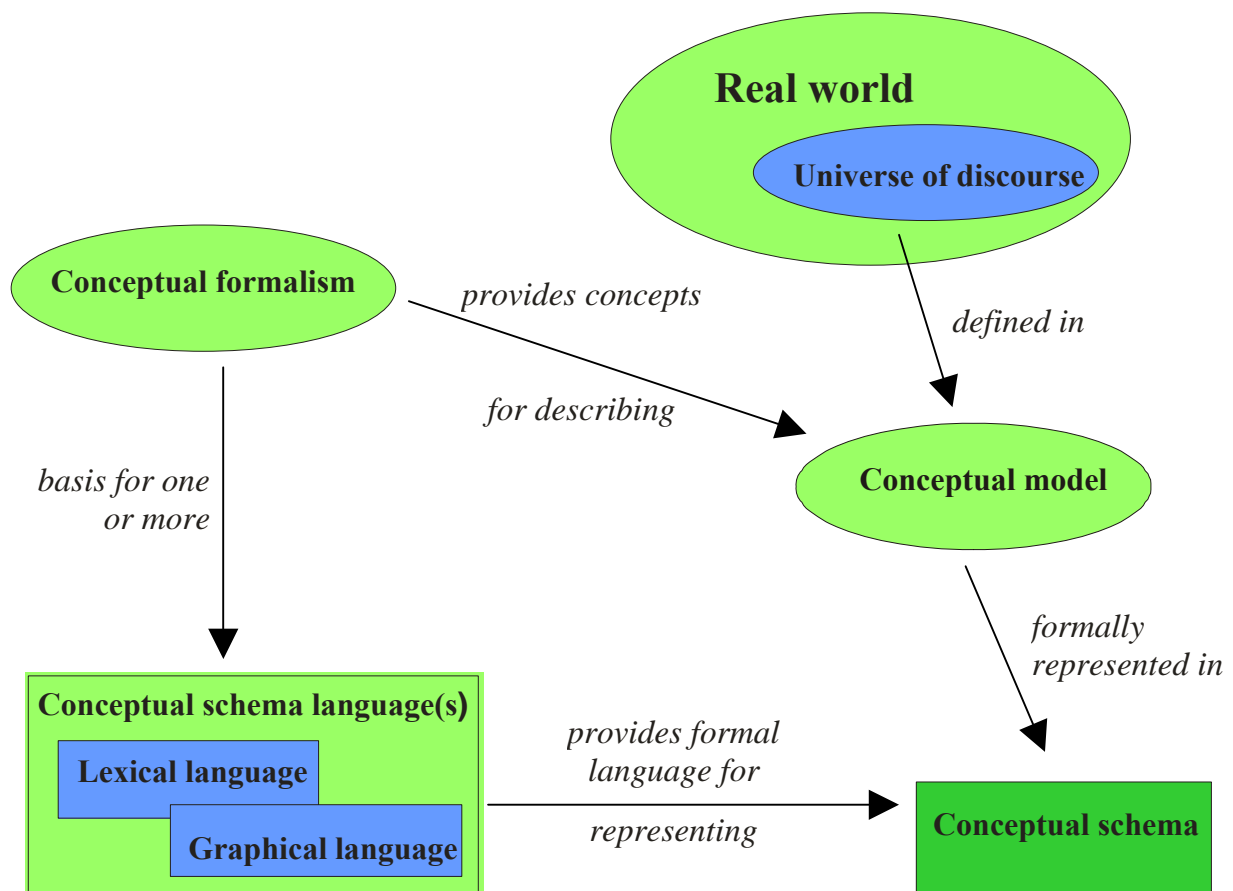 Real world
Universe of discourse
Conceptual formalism
provides concepts
for describing
defined in
basis for one
or more
Conceptual model
formally
represented in
Conceptual schema language(s)
Lexical language
Graphical language
provides formal
language for
representing
Conceptual schema